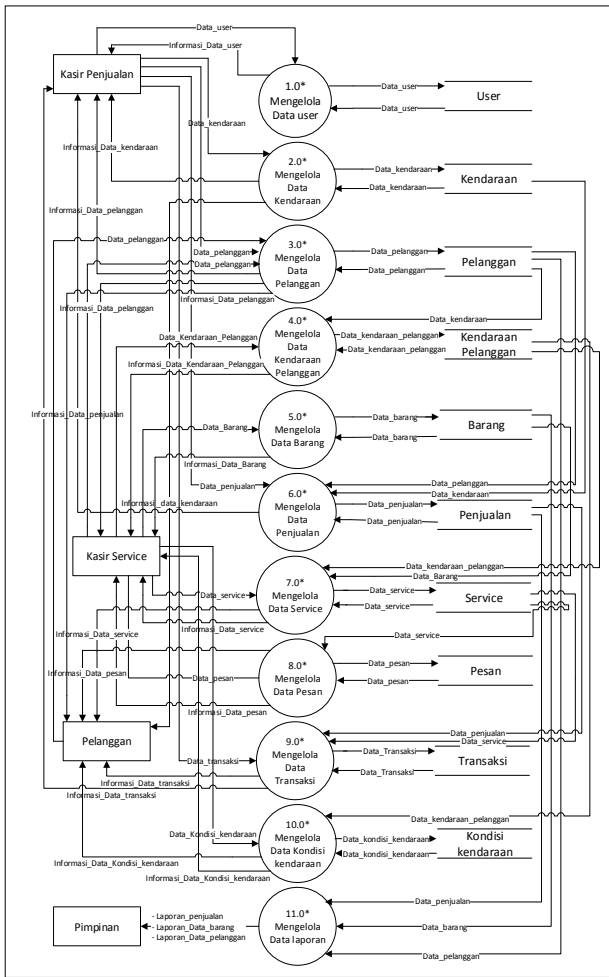 Data_user
Informasi_Data_user
Kasir Penjualan
1.0*
Mengelola
Data user
Data_user
Data_user
User
Data_kendaraan
Informasi_Data_kendaraan
2.0*
Mengelola
Data
Kendaraan
Data_kendaraan
Data_kendaraan
Kendaraan
Informasi_Data_pelanggan
Data_pelanggan
Data_pelanggan
Data_pelanggan
3.0*
Mengelola
Data
Pelanggan
Data_pelanggan
Data_pelanggan
Pelanggan
Informasi_Data_pelanggan
Informasi_Data_pelanggan
Data_kendaraan
Data_Kendaraan_Pelanggan
Informasi_Data_Kendaraan_Pelanggan
4.0*
Mengelola
Data
Kendaraan
Pelanggan
Data_kendaraan_pelanggan
Data_kendaraan_pelanggan
Kendaraan
Pelanggan
Informasi_Data_penjualan
Data_Barang
Informasi_Data_Barang
5.0*
Mengelola
Data Barang
Data_barang
Data_barang
Barang
Data_penjualan
Informasi_data_kendaraan
6.0*
Mengelola
Data
Penjualan
Data_pelanggan
Data_kendaraan
Data_penjualan
Data_penjualan
Penjualan
Kasir Service
Data_service
Informasi_Data_service
Informasi_Data_service
7.0*
Mengelola
Data Service
Data_kendaraan_pelanggan
Data_Barang
Data_service
Data_service
Service
Informasi_Data_pesan
Data_pesan
Informasi_Data_pesan
8.0*
Mengelola
Data Pesan
Data_service
Data_pesan
Data_pesan
Pesan
Pelanggan
Data_transaksi
Informasi_Data_transaksi
Informasi_Data_transaksi
9.0*
Mengelola
Data
Transaksi
Data_penjualan
Data_service
Data_Transaksi
Data_Transaksi
Transaksi
Data_Kondisi_kendaraan
Informasi_Data_Kondisi_kendaraan
Informasi_Data_Kondisi_kendaraan
10.0*
Mengelola
Data Kondisi
kendaraan
Data_kendaraan_pelanggan
Data_kondisi_kendaraan
Data_kondisi_kendaraan
Kondisi
kendaraan
Pimpinan
- Laporan_penjualan
- Laporan_Data_barang
- Laporan_Data_pelanggan
11.0*
Mengelola
Data laporan
Data_penjualan
Data_barang
Data_pelanggan